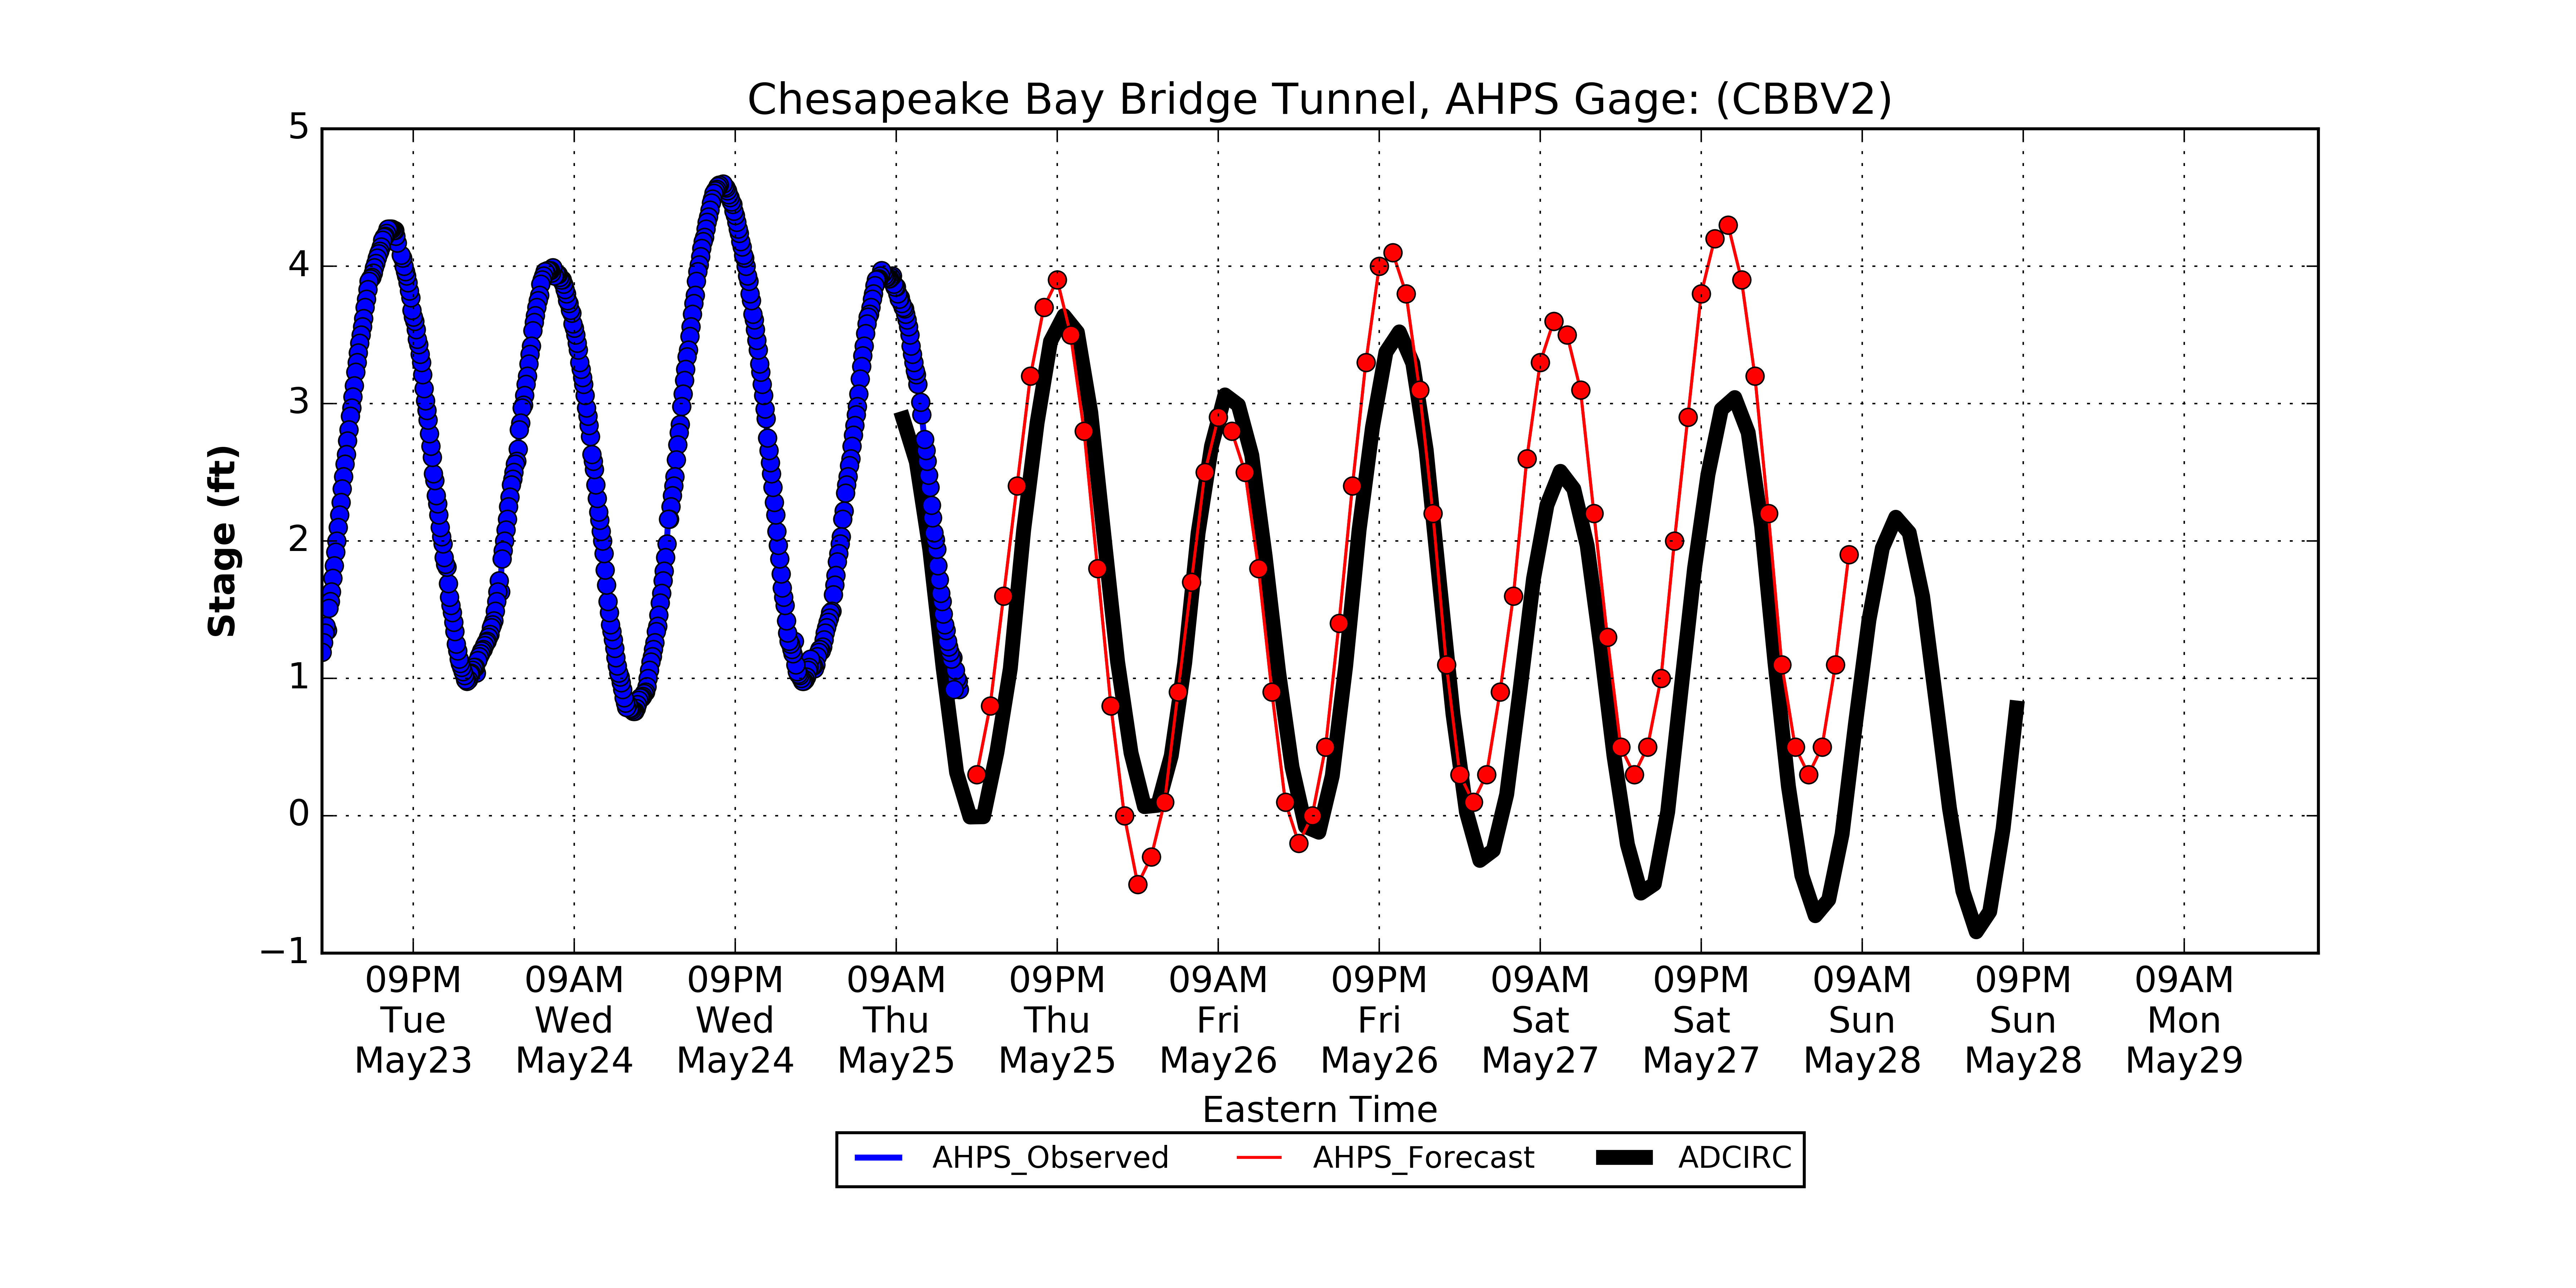 Chesapeake Bay Bridge Tunnel, AHPS Gage: (CBBV2)
5
4
3
2
1
0
−1
Stage (ft)
09PM 09AM 09PM 09AM 09PM 09AM 09PM 09AM 09PM 09AM 09PM 09AM
Tue Wed Wed Thu Thu Fri Fri Sat Sat Sun Sun Mon
May23 May24 May24 May25 May25 May26 May26 May27 May27 May28 May28 May29
Eastern Time
AHPS_Observed AHPS_Forecast ADCIRC